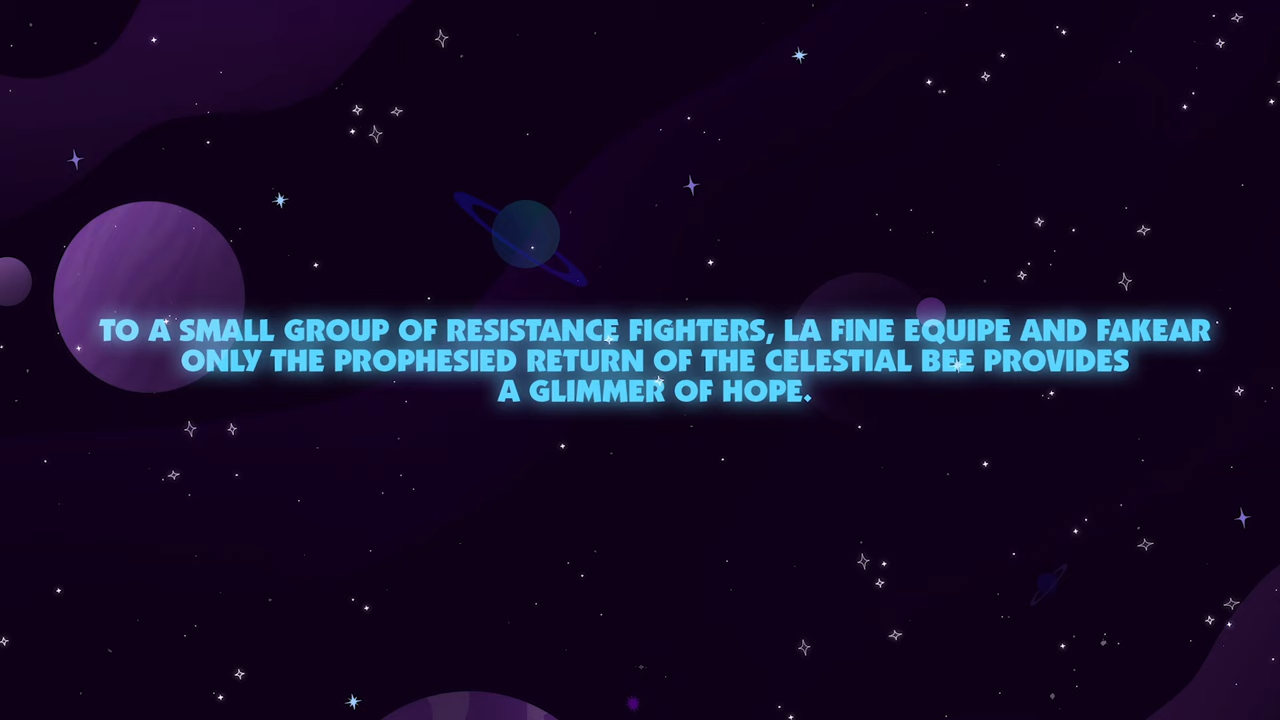 TO A SMALL GROUP OF RESISTANCE FIGHTERS, LA FINE EQUIPE AND FAKEAR
ONLY THE PROPHESIED RETURN OF THE CELESTIAL BEE PROVIDES
A GLIMMER OF HOPE.